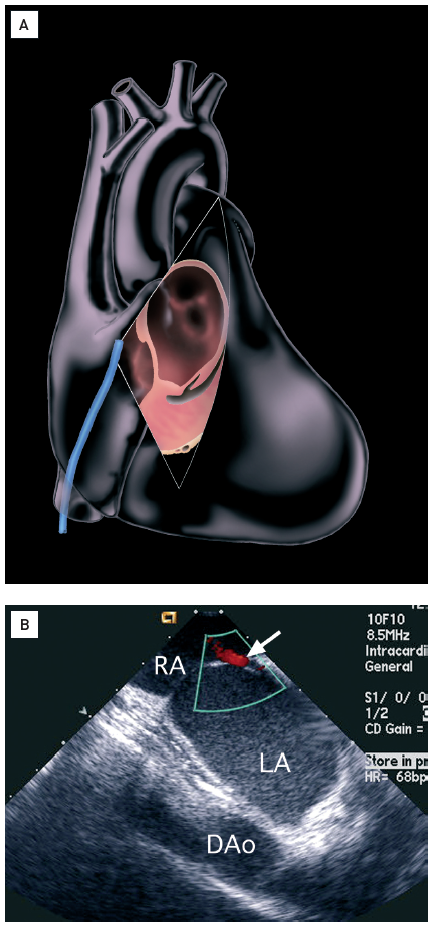 A
B
12:
10F10
8.5MHz
Intracardi
General
RA
S1/ 0/ 0
1/2
CD Gain =
LA
Store in pr
HR= 68bp
DAo